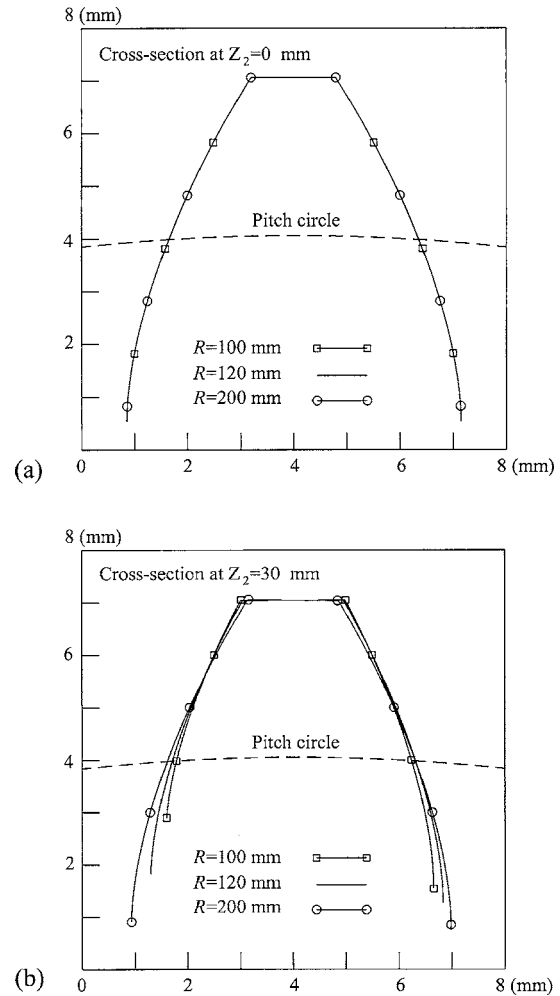 8 (mm)
Cross-section at Z2=0 mm
6
Pitch circle
4
R=100 mm
2
R=120 mm
R=200 mm
(a)
0 2 4 6 8 (mm)
8 (mm)
Cross-section at Z2=30 mm
6
Pitch circle
4
R=100 mm
2
R=120 mm
R=200 mm
(b)
0 2 4 6 8 (mm)